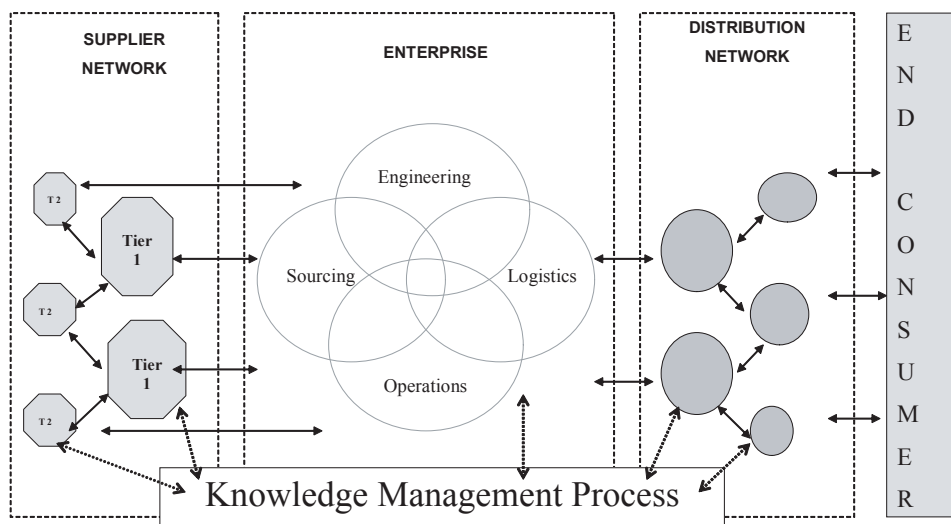 SUPPLIER
NETWORK
ENTERPRISE
DISTRIBUTION
NETWORK
T 2
Tier
1
T 2
Tier
1
T 2
Engineering
Sourcing
Logistics
Operations
Knowledge Management Process
E
N
D
C
O
N
S
U
M
E
R